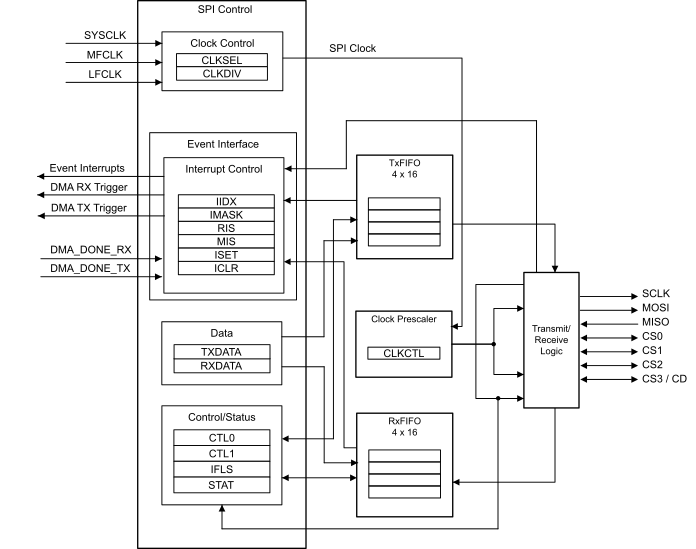 SPI Control
SYSCLK
MFCLK
LFCLK
Clock Control
CLKSEL
CLKDIV
SPI Clock
Event Interface
Interrupt Control
IIDX
IMASK
RIS
MIS
ISET
ICLR
Event Interrupts
DMA RX Trigger
DMA TX Trigger
DMA_DONE_RX
DMA_DONE_TX
TxFIFO
4 x 16
Data
TXDATA
RXDATA
Clock Prescaler
CLKCTL
Transmit/
Receive
Logic
SCLK
MOSI
MISO
CS0
CS1
CS2
CS3 / CD
Control/Status
CTL0
CTL1
IFLS
STAT
RxFIFO
4 x 16